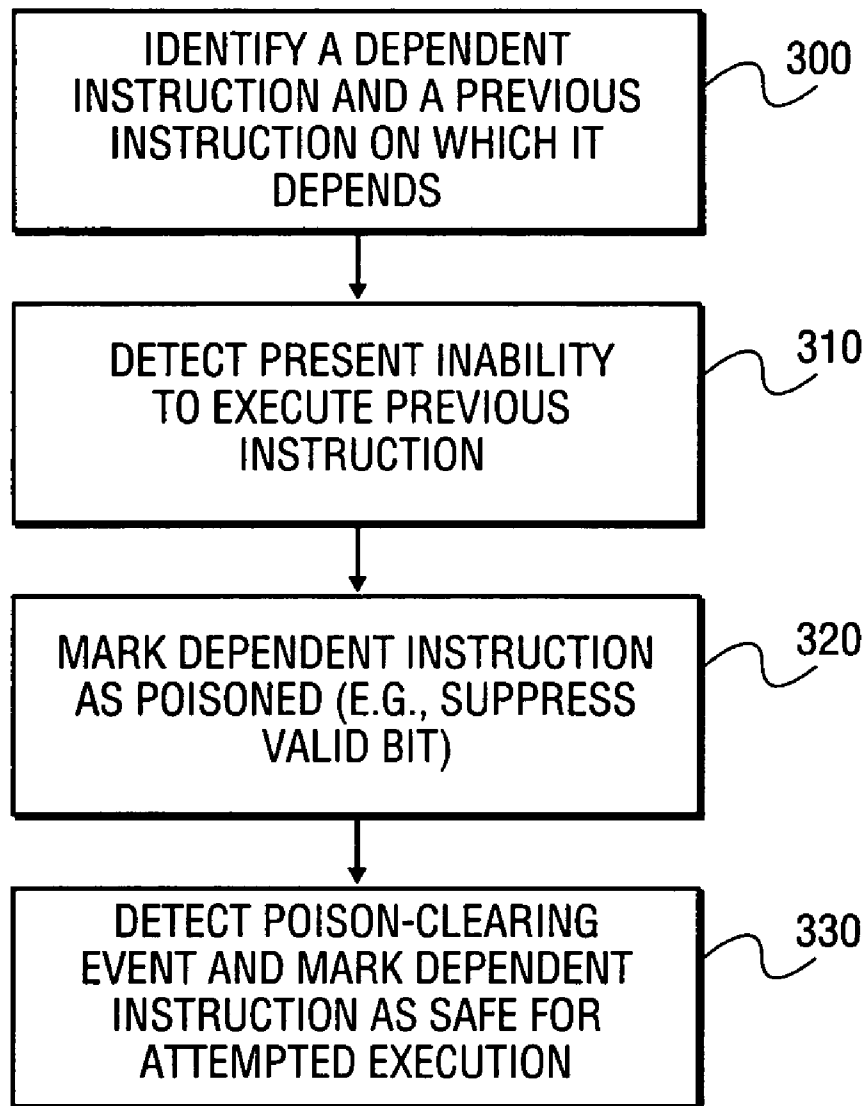 IDENTIFY A DEPENDENT
INSTRUCTION AND A PREVIOUS
INSTRUCTION ON WHICH IT
DEPENDS
300
DETECT PRESENT INABILITY
TO EXECUTE PREVIOUS
INSTRUCTION
310
MARK DEPENDENT INSTRUCTION
AS POISONED (E.G., SUPPRESS
VALID BIT)
320
DETECT POISON-CLEARING
EVENT AND MARK DEPENDENT
INSTRUCTION AS SAFE FOR
ATTEMPTED EXECUTION
330